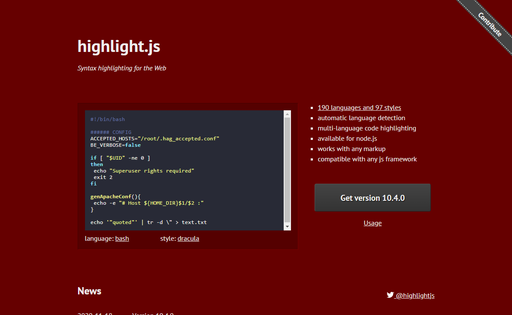 Contribute
highlight.js
Syntax highlighting for the Web
#!/bin/bash
###### CONFIG
ACCEPTED_HOSTS="/root/.hag_accepted.conf"
BE_VERBOSE=false
if [ "$UID" -ne 0 ]
then
echo "Superuser rights required"
exit 2
fi
genApacheConf(){
echo -e "# Host ${HOME_DIR}$1/$2 :"
}
echo '"quoted"' | tr -d \" > text.txt
language: bash
style: dracula
190 languages and 97 styles
automatic language detection
multi-language code highlighting
available for node.js
works with any markup
compatible with any js framework
Get version 10.4.0
Usage
News
@highlightjs